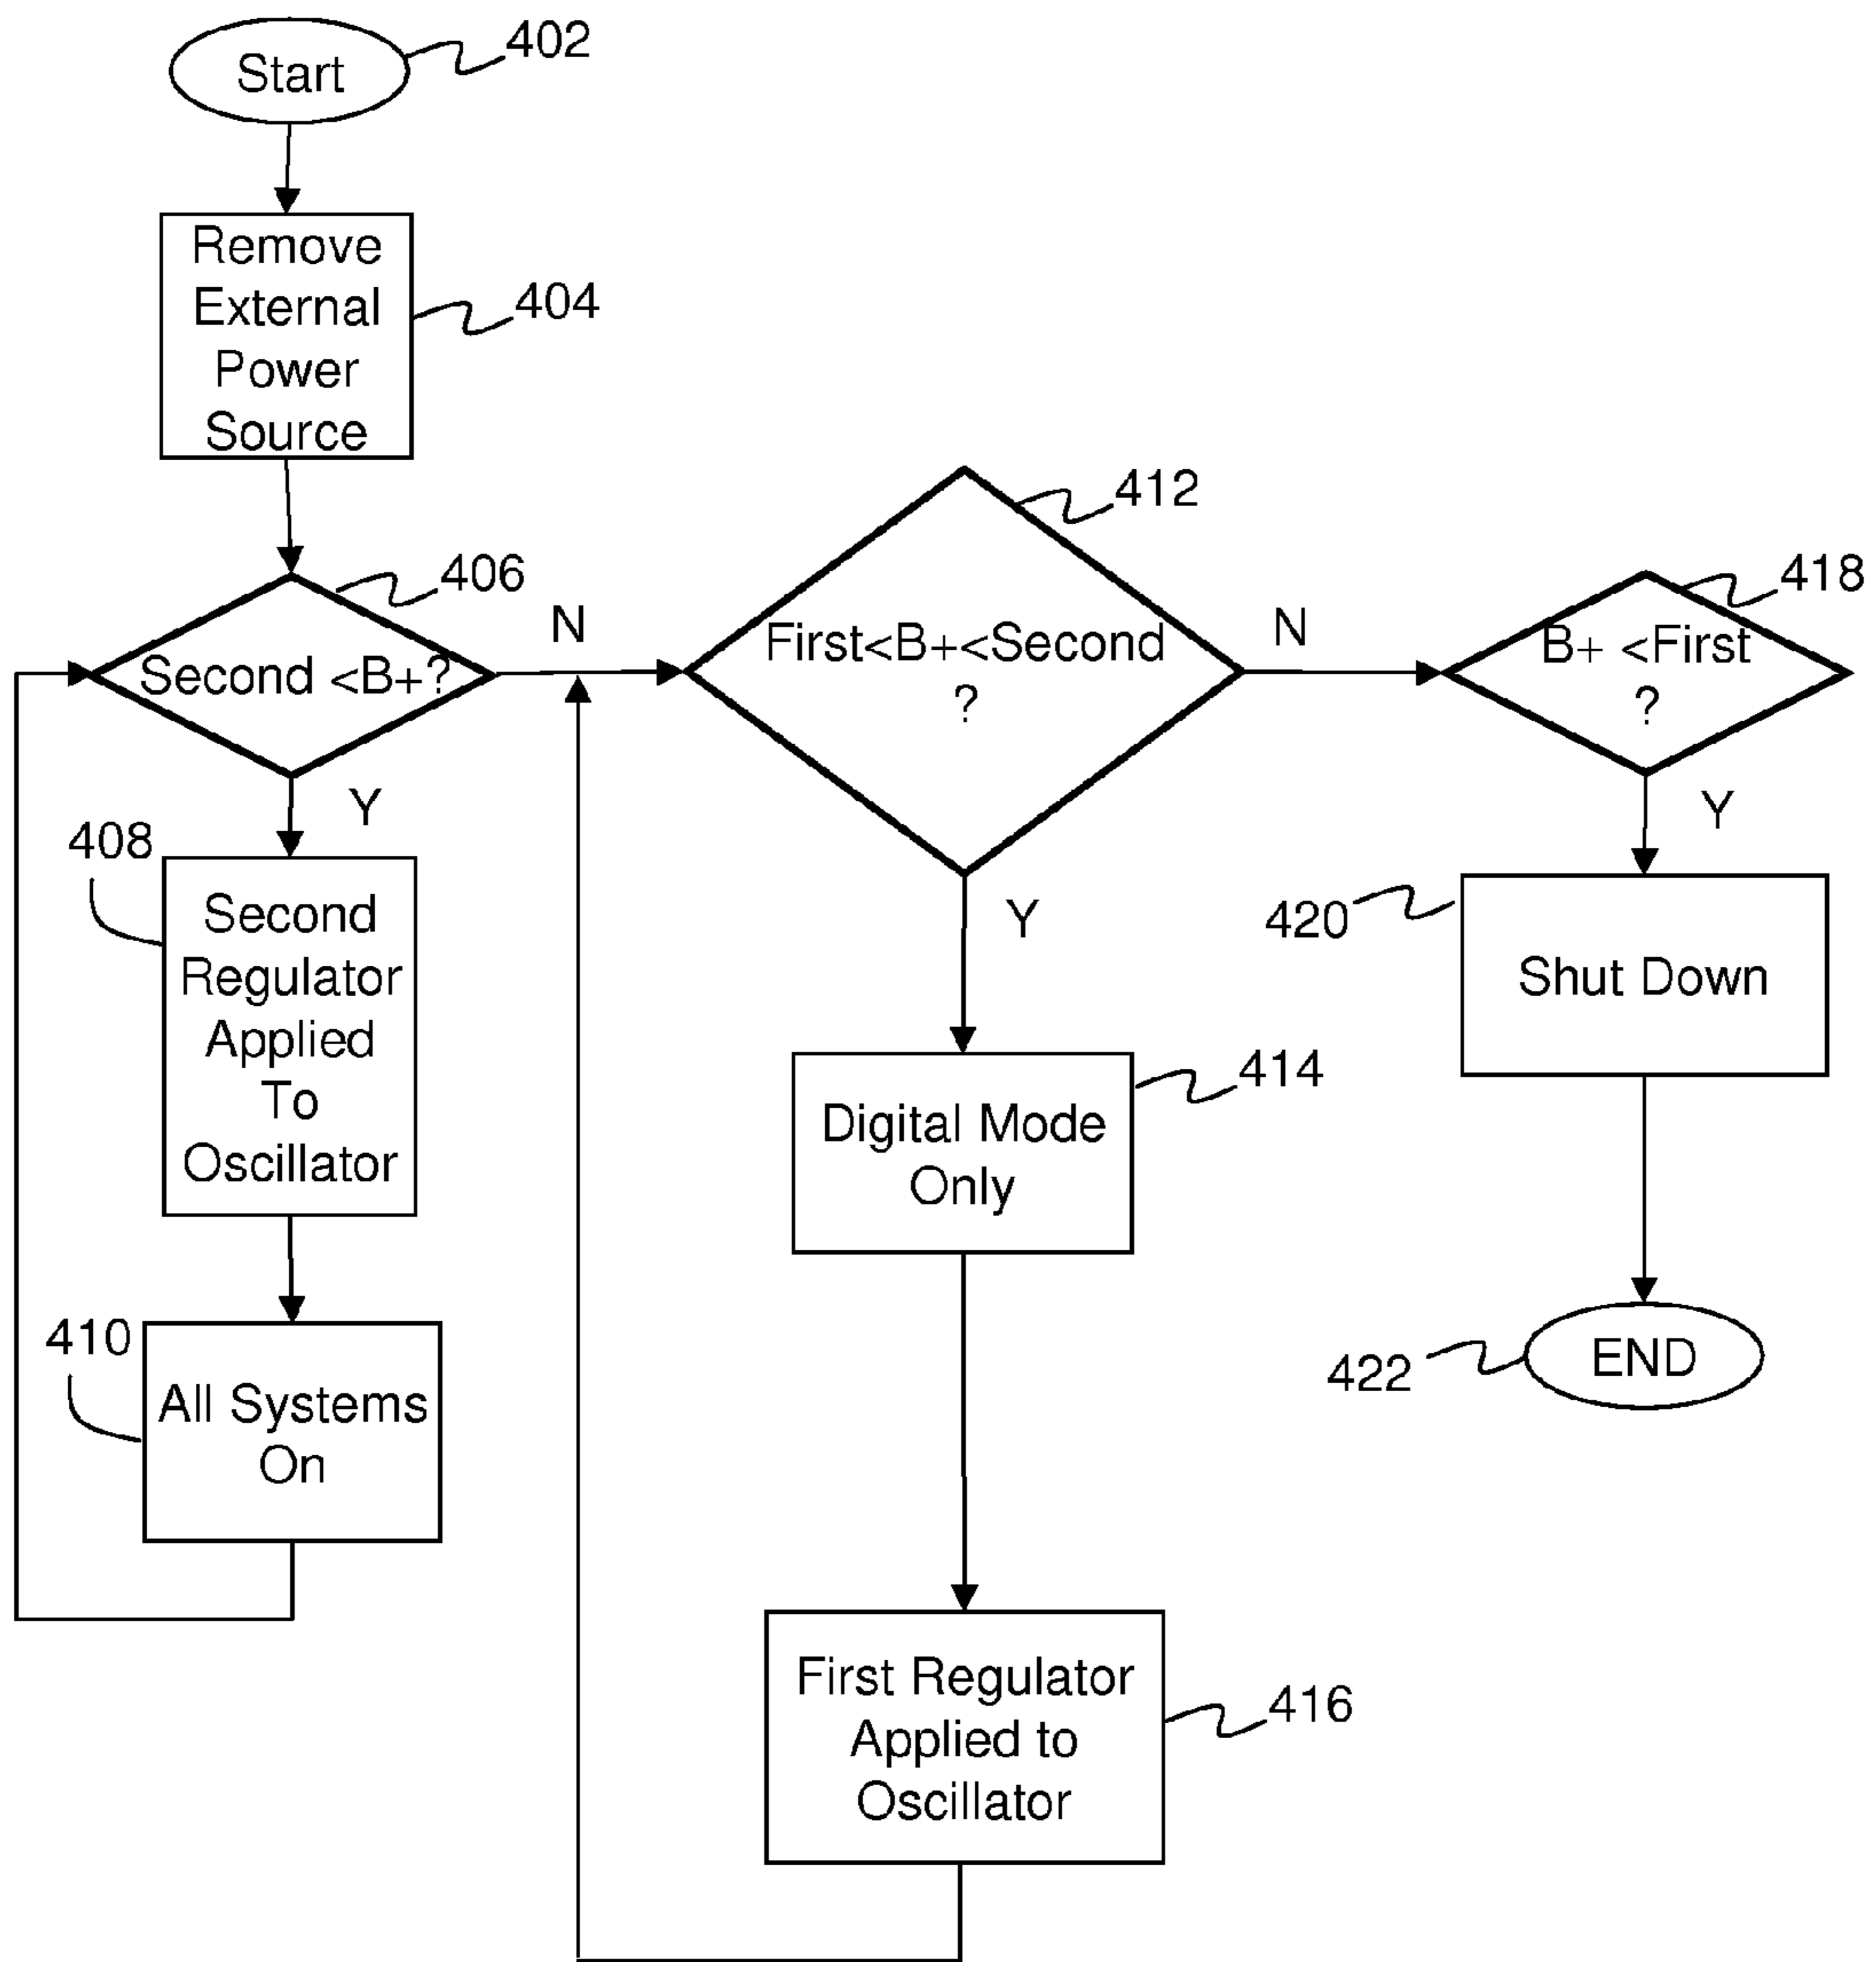 Start
402
Remove
External
Power
Source
404
Second <B+?
406
N
Y
408
Second
Regulator
Applied
To
Oscillator
410
All Systems
On
First<B+<Second
?
412
N
Y
Digital Mode
Only
414
First Regulator
Applied to
Oscillator
416
B+ <First
?
418
Y
420
Shut Down
422
END